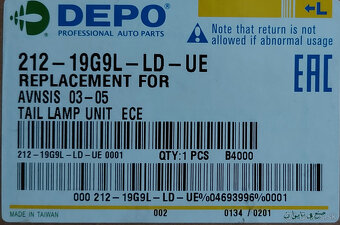 DEPO
PROFESSIONAL AUTO PARTS
Note that return is not
allowed if abnormal usage
L
212-19G9L-LD-UE
REPLACEMENT FOR
AVNSIS 03-05
TAIL LAMP UNIT ECE
EAC
212-19G9L-LD-UE 0001 QTY:1 PCS B4000
000 212-19G9L-LD-UE%04693996%0001
MADE IN TAIWAN 002 0134 / 0201